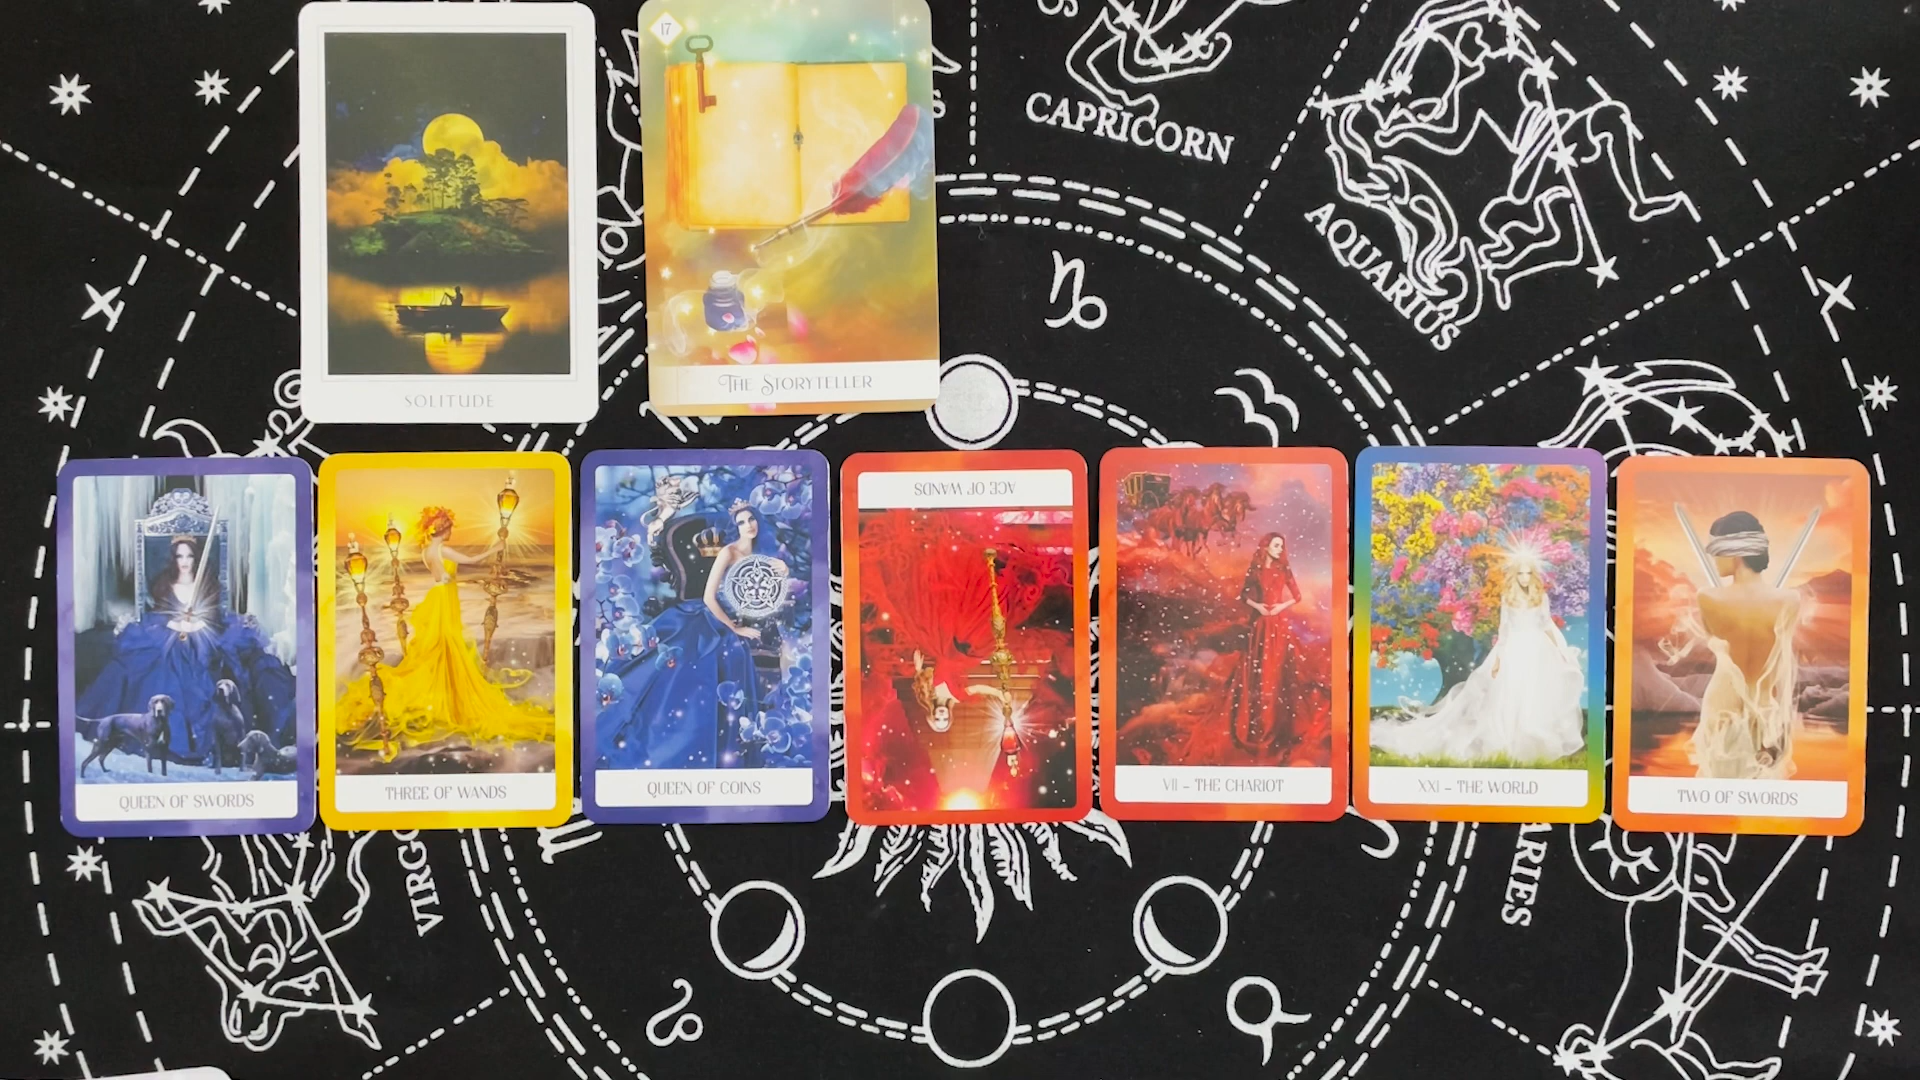 17
SOLITUDE
THE STORYTELLER
CAPRICORN
AQUARIUS
QUEEN OF SWORDS
THREE OF WANDS
QUEEN OF COINS
ACE OF WANDS
VII – THE CHARIOT
XXI – THE WORLD
TWO OF SWORDS
VIRG
ARIES